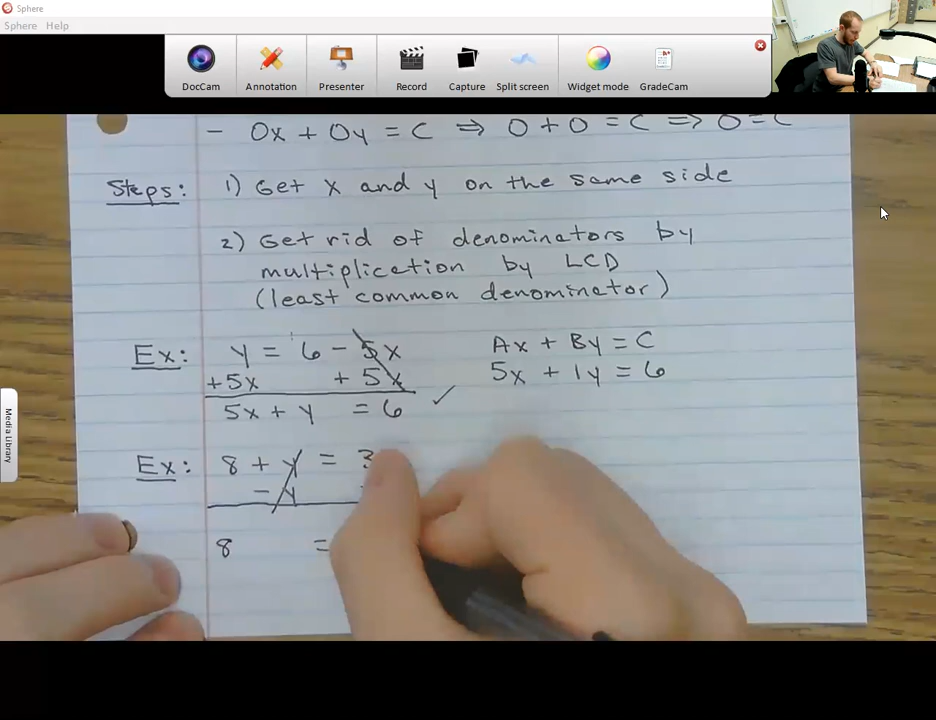 Sphere
Sphere Help
DocCam Annotation Presenter Record Capture Split screen Widget mode GradeCam
Media Library
- 0x + 0y = C ⇒ 0 + 0 = C ⇒ 0 = C
Steps: 1) Get x and y on the same side
2) Get rid of denominators by
multiplication by LCD
(least common denominator)
Ex: y = 6 - 5x Ax + By = C
+5x + 5x 5x + 1y = 6
5x + y = 6 ✓
Ex: 8 + y = 3
- y
8 =